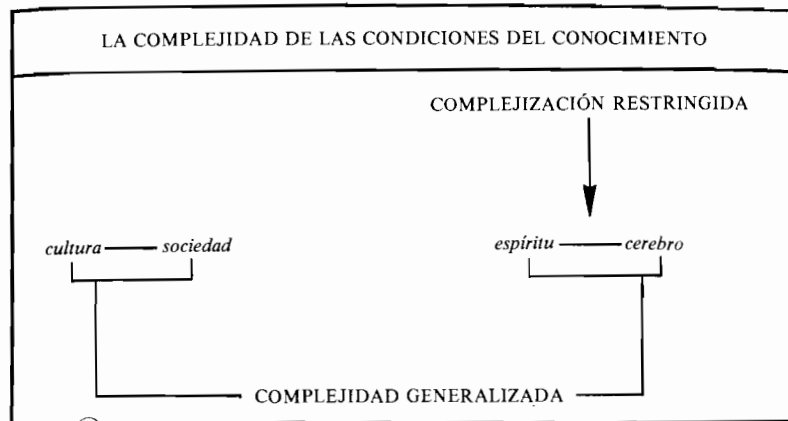 LA COMPLEJIDAD DE LAS CONDICIONES DEL CONOCIMIENTO
COMPLEJIZACIÓN RESTRINGIDA
cultura sociedad espíritu cerebro
COMPLEJIDAD GENERALIZADA